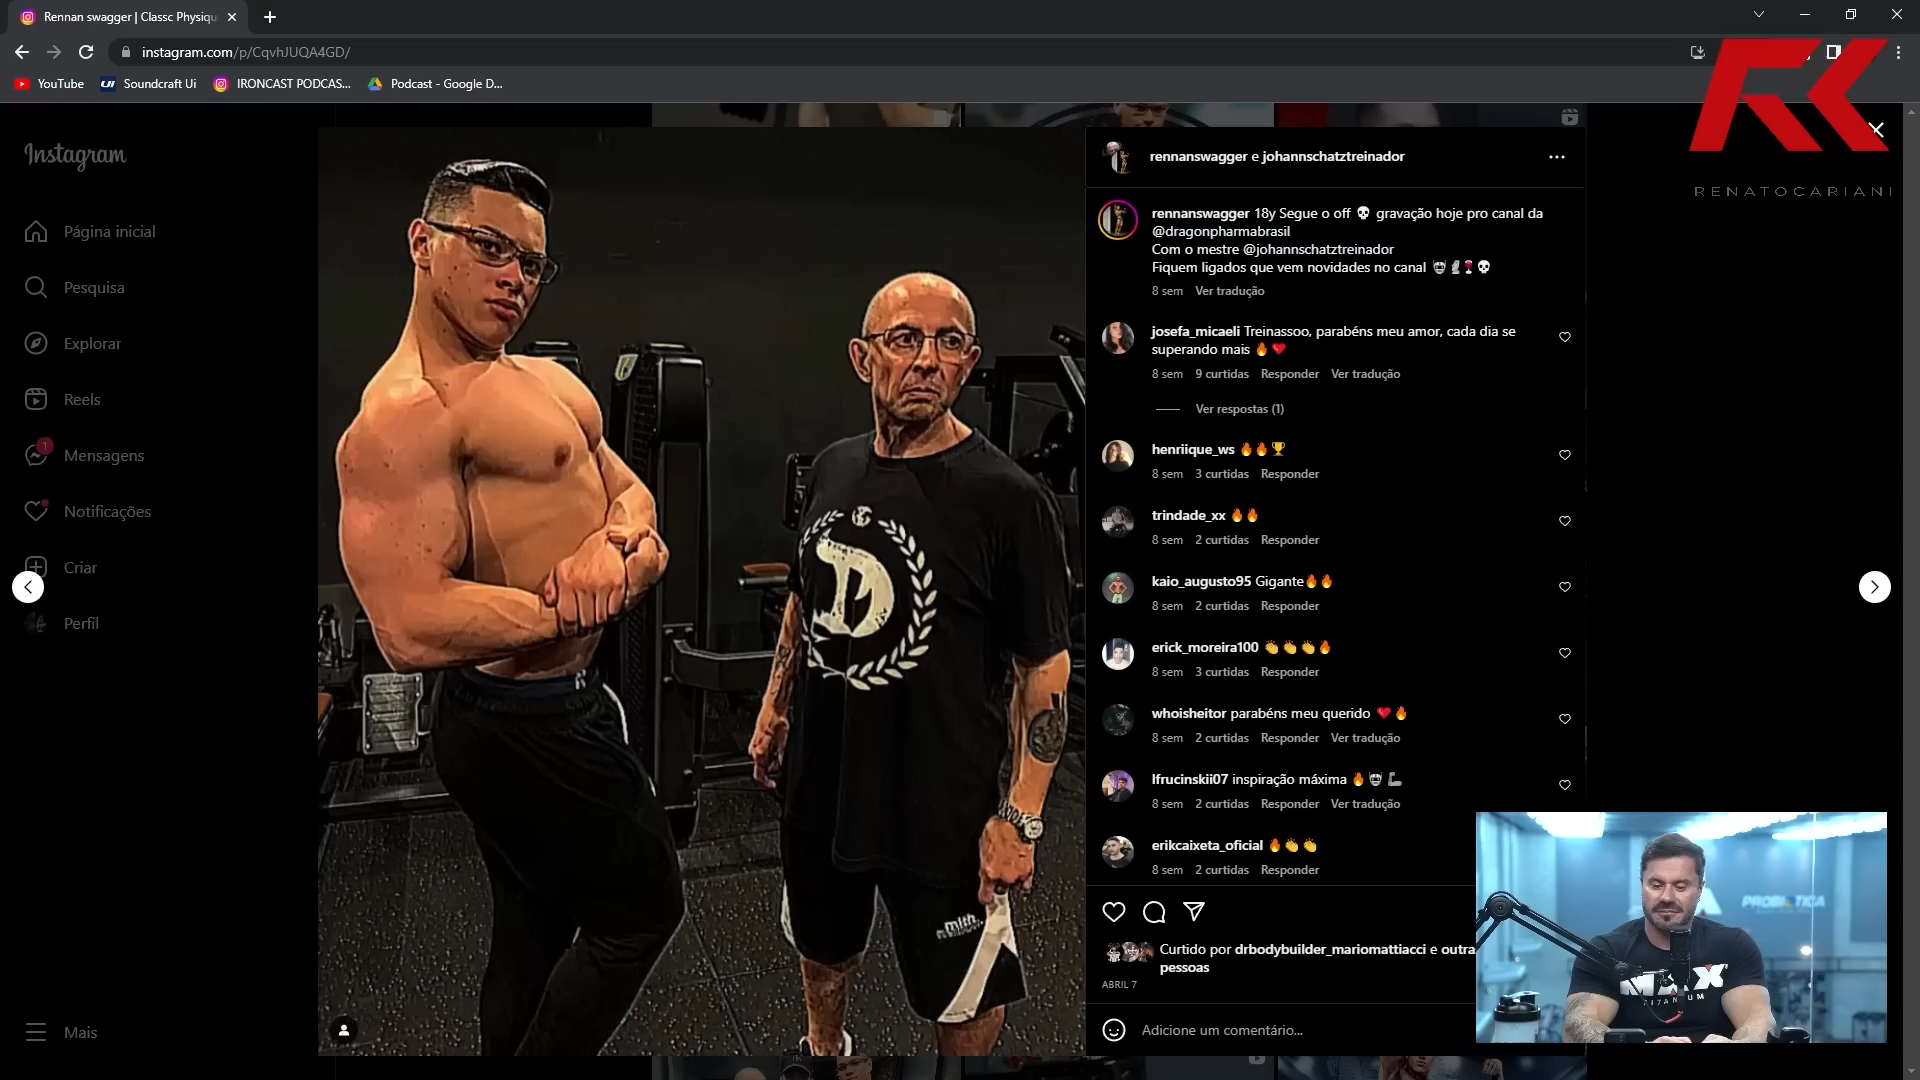 Rennan swagger | Classc Physiqu
instagram.com/p/CqvhJUQA4GD/
YouTube
Soundcraft Ui
IRONCAST PODCAS...
Podcast - Google D...
Instagram
Página inicial
Pesquisa
Explorar
Reels
1
Mensagens
Notificações
Criar
Perfil
Mais
D
mith
rennanswagger e johannschatztreinador
rennanswagger 18y Segue o off 💀 gravação hoje pro canal da
@dragonpharmabrasil
Com o mestre @johannschatztreinador
Fiquem ligados que vem novidades no canal
8 sem Ver tradução
josefa_micaeli Treinassoo, parabéns meu amor, cada dia se
superando mais 🔥❤️
8 sem 9 curtidas Responder Ver tradução
Ver respostas (1)
henriique_ws 🔥🔥🏆
8 sem 3 curtidas Responder
trindade_xx 🔥🔥
8 sem 2 curtidas Responder
kaio_augusto95 Gigante🔥🔥
8 sem 2 curtidas Responder
erick_moreira100 👏👏👏🔥
8 sem 3 curtidas Responder
whoisheitor parabéns meu querido ❤️🔥
8 sem 2 curtidas Responder Ver tradução
lfrucinskii07 inspiração máxima 🔥
8 sem 2 curtidas Responder Ver tradução
erikcaixeta_oficial 🔥👏👏
8 sem 2 curtidas Responder
Curtido por drbodybuilder_mariomattiacci e outra
pessoas
ABRIL 7
Adicione um comentário...
RK
RENATOCARIANI
PROBIOTICA
MAX
TITANIUM